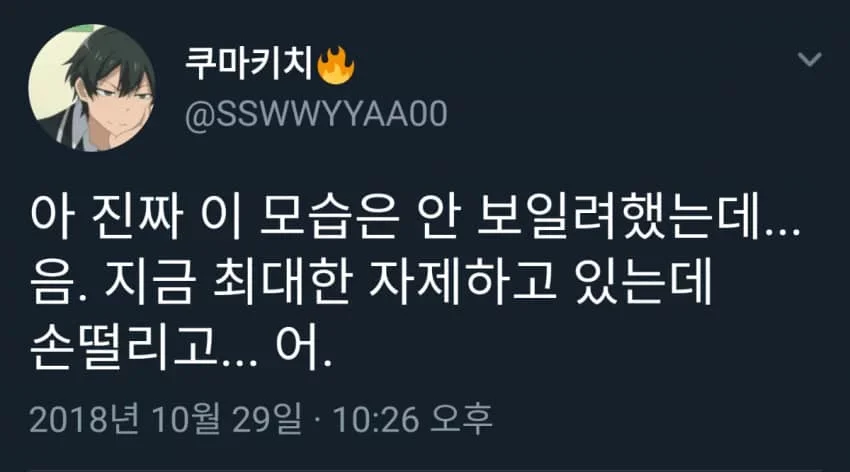 쿠마키치🔥
@SSWWYYAA00
아 진짜 이 모습은 안 보일려했는데...
음. 지금 최대한 자제하고 있는데
손떨리고... 어.
2018년 10월 29일 · 10:26 오후